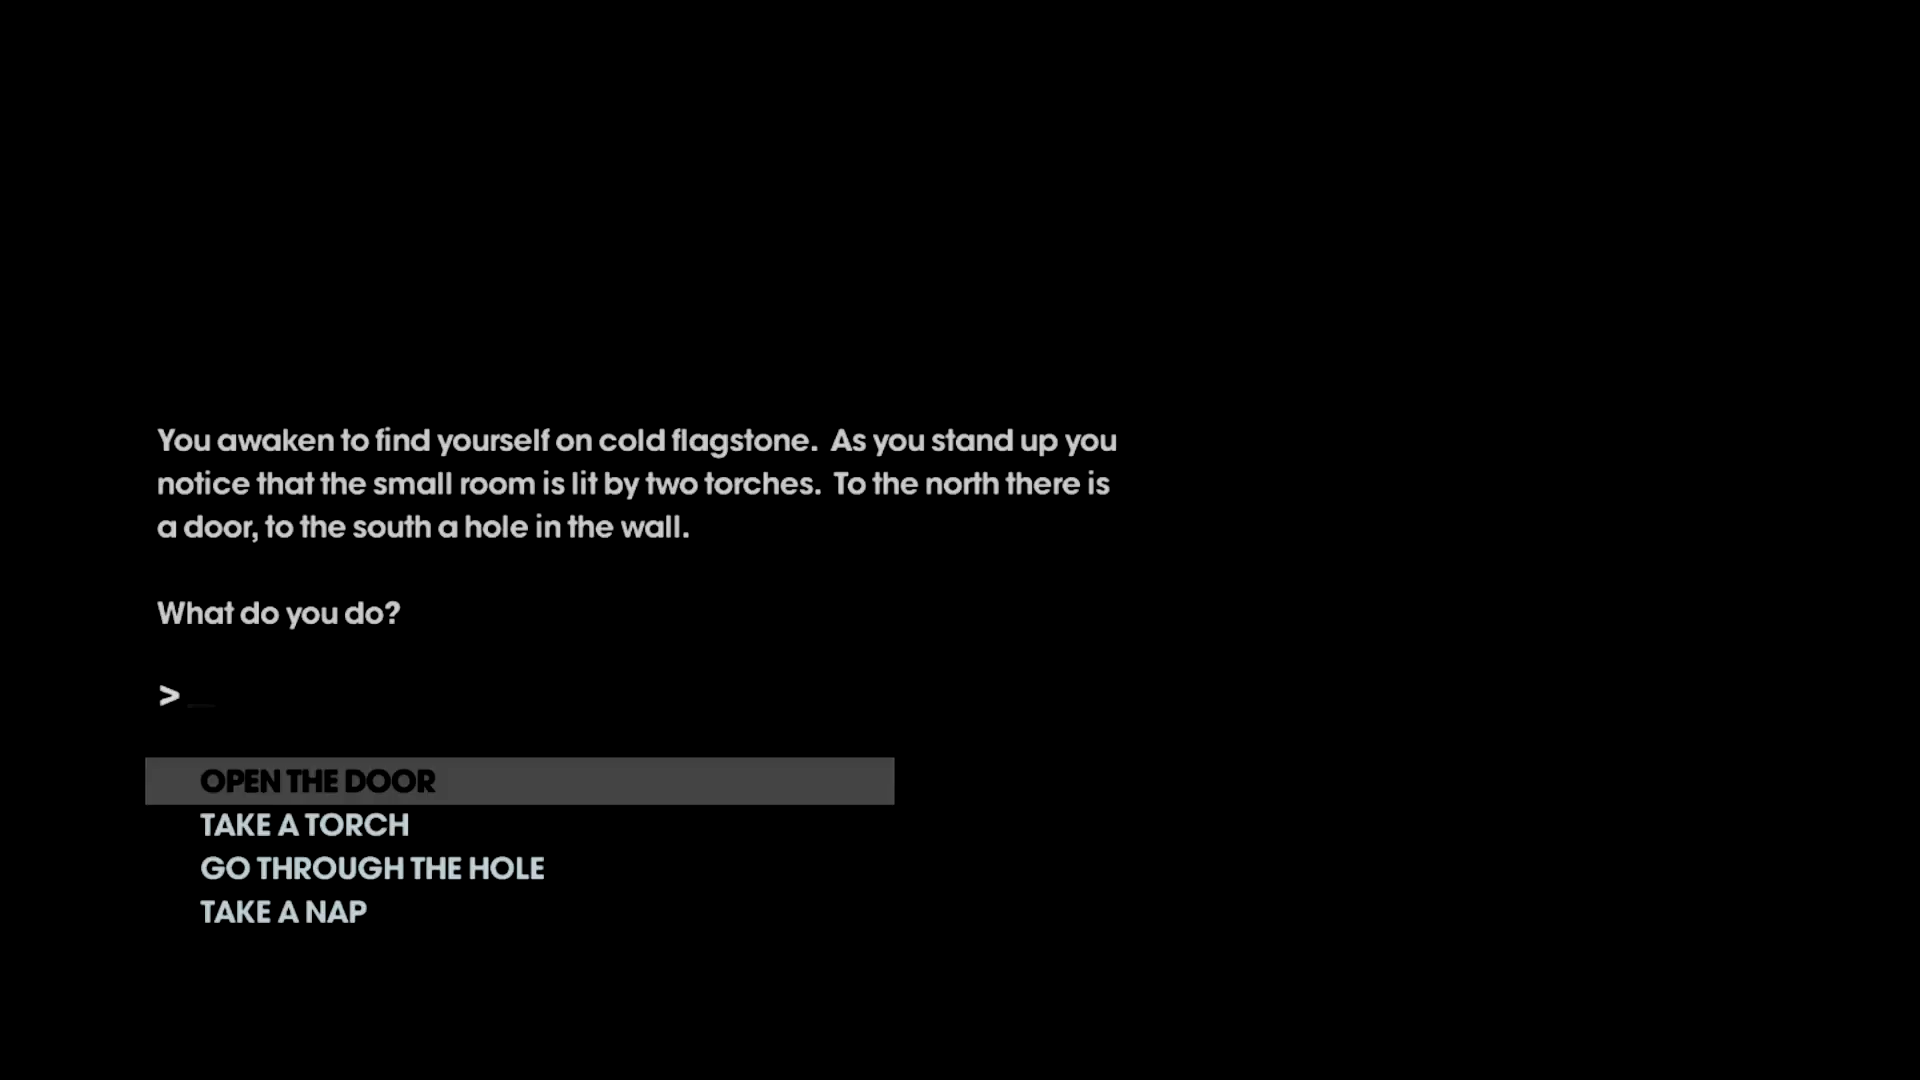 You awaken to find yourself on cold flagstone.  As you stand up you
notice that the small room is lit by two torches.  To the north there is
a door, to the south a hole in the wall.
What do you do?
> _
OPEN THE DOOR
TAKE A TORCH
GO THROUGH THE HOLE
TAKE A NAP